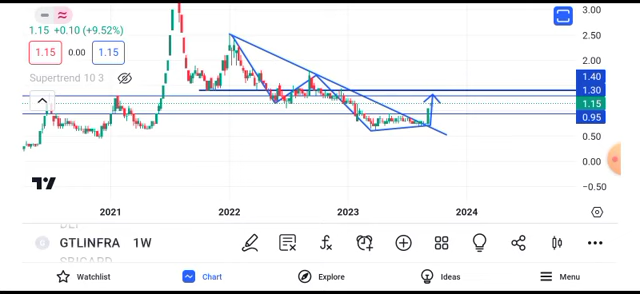 3.00
1.15 +0.10 (+9.52%)
2.50
1.15 0.00 1.15
2.00
Supertrend 10 3
1.40
1.30
1.15
0.95
0.50
0.00
−0.50
2021 2022 2023 2024
GTLINFRA 1W
Watchlist Chart Explore Ideas Menu